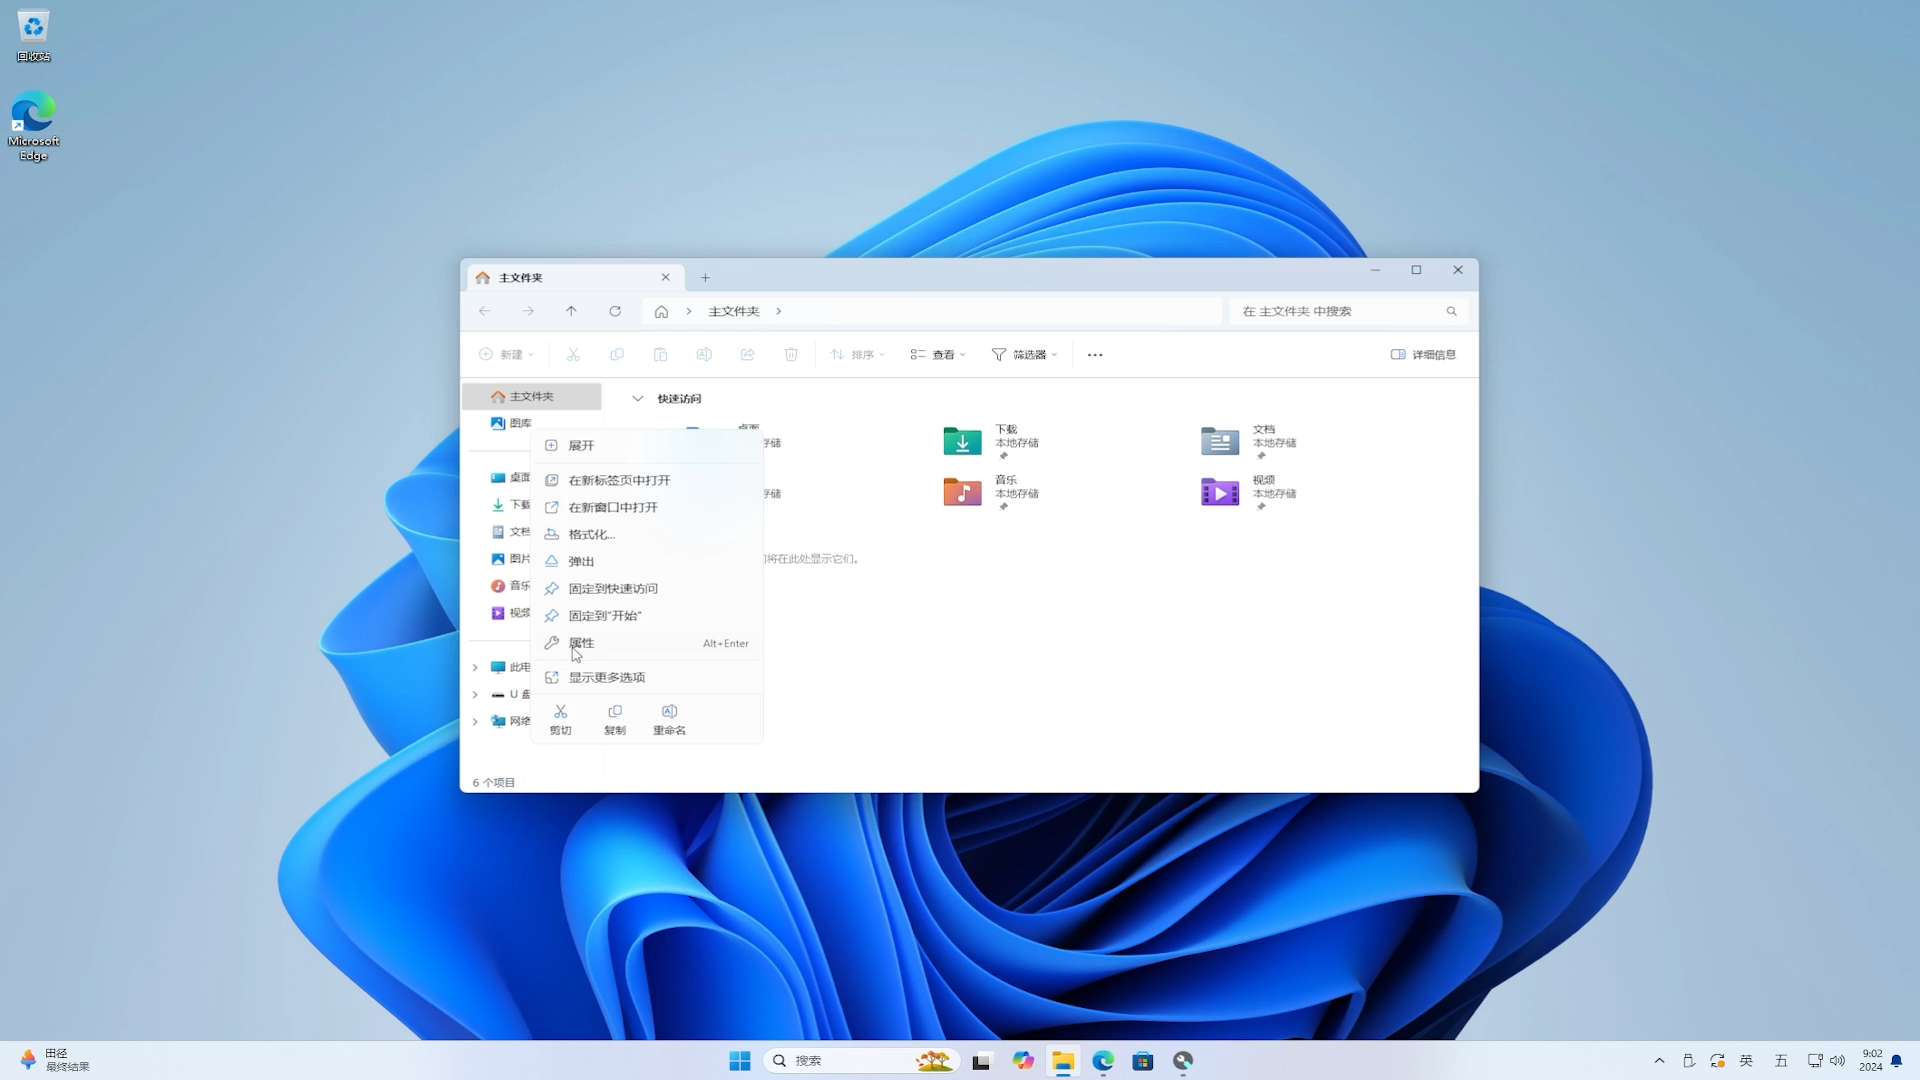 回收站
Microsoft
Edge
主文件夹
主文件夹
在 主文件夹 中搜索
新建
排序
查看
筛选器
详细信息
主文件夹
图库
桌面
下载
文档
图片
音乐
视频
此电
U 盘
网络
快速访问
桌面
存储
下载
本地存储
文档
本地存储
存储
音乐
本地存储
视频
本地存储
将在此处显示它们。
展开
在新标签页中打开
在新窗口中打开
格式化...
弹出
固定到快速访问
固定到"开始"
属性 Alt+Enter
显示更多选项
剪切
复制
重命名
6 个项目
田径
最终结果
搜索
英
五
9:02
2024